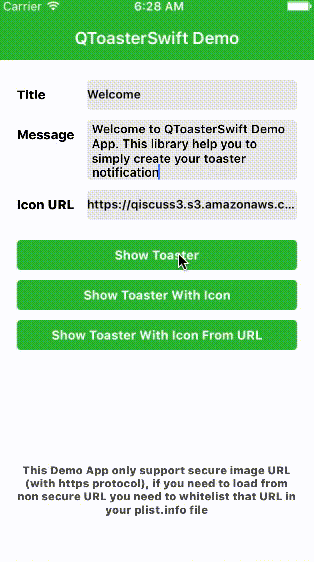 Carrier 6:28 AM
QToasterSwift Demo
Title Welcome
Message Welcome to QToasterSwift Demo
App. This library help you to
simply create your toaster
notification
Icon URL https://qiscuss3.s3.amazonaws.c...
Show Toaster
Show Toaster With Icon
Show Toaster With Icon From URL
This Demo App only support secure image URL
(with https protocol), if you need to load from
non secure URL you need to whitelist that URL in
your plist.info file